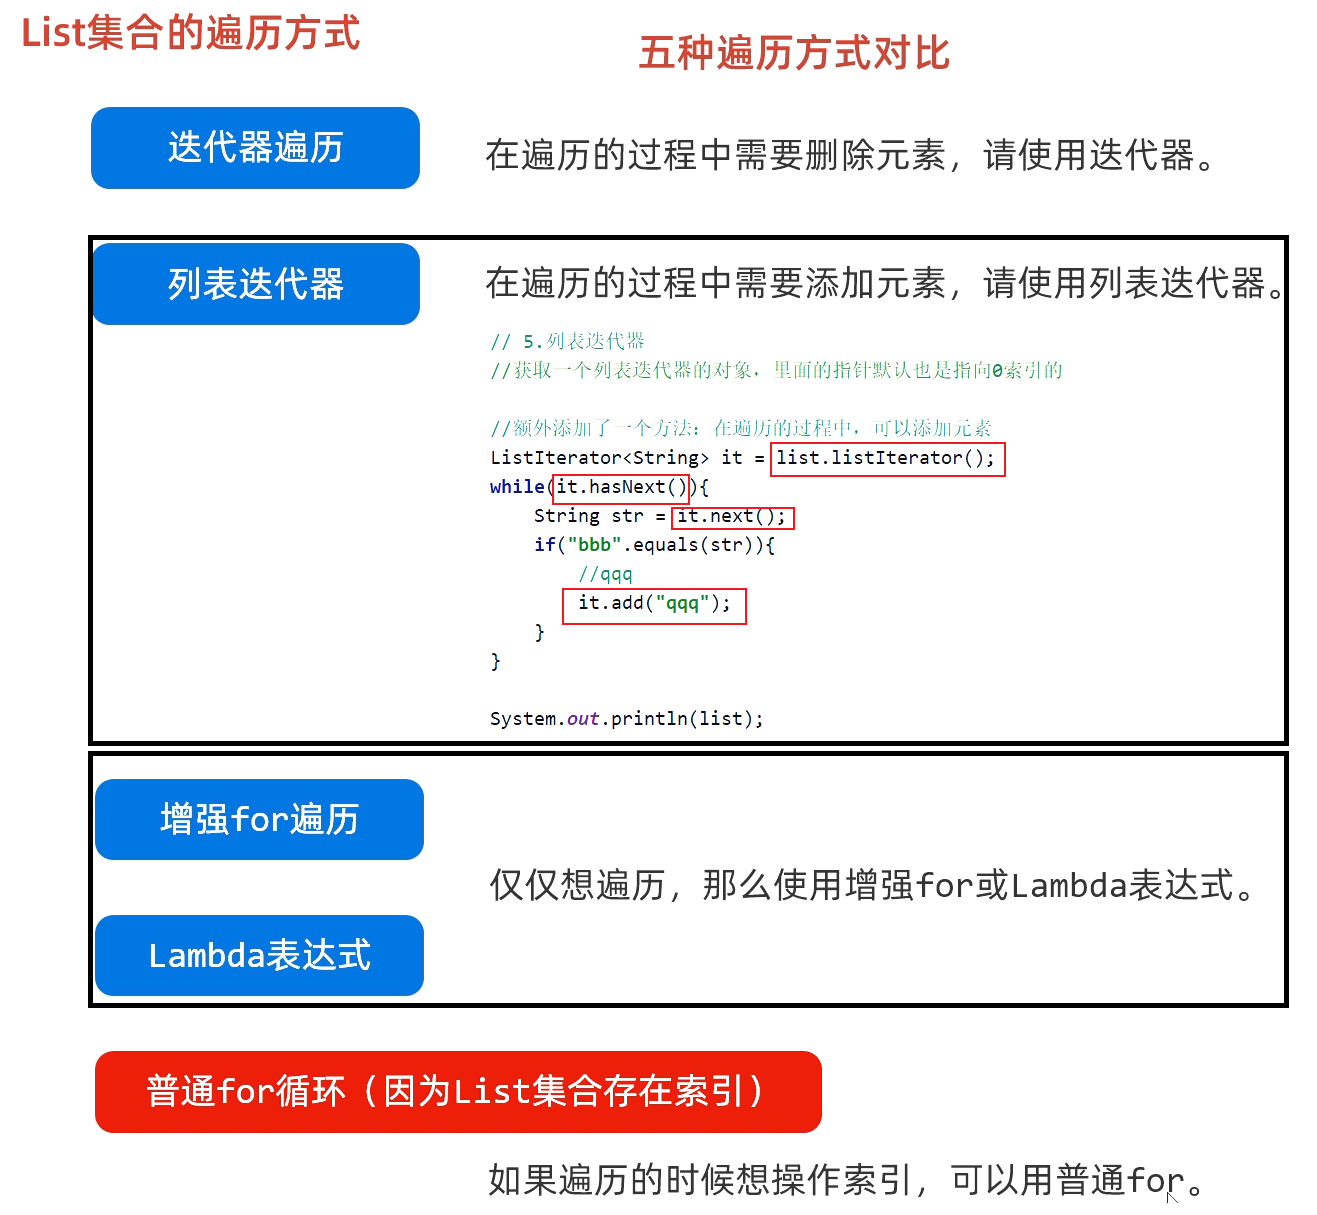 List集合的遍历方式
五种遍历方式对比
迭代器遍历
在遍历的过程中需要删除元素，请使用迭代器。
列表迭代器
在遍历的过程中需要添加元素，请使用列表迭代器。
// 5.列表迭代器
//获取一个列表迭代器的对象，里面的指针默认也是指向0索引的
//额外添加了一个方法：在遍历的过程中，可以添加元素
ListIterator<String> it = list.listIterator();
while(it.hasNext()){
    String str = it.next();
    if("bbb".equals(str)){
        //qqq
        it.add("qqq");
    }
}
System.out.println(list);
增强for遍历
仅仅想遍历，那么使用增强for或Lambda表达式。
Lambda表达式
普通for循环（因为List集合存在索引）
如果遍历的时候想操作索引，可以用普通for。